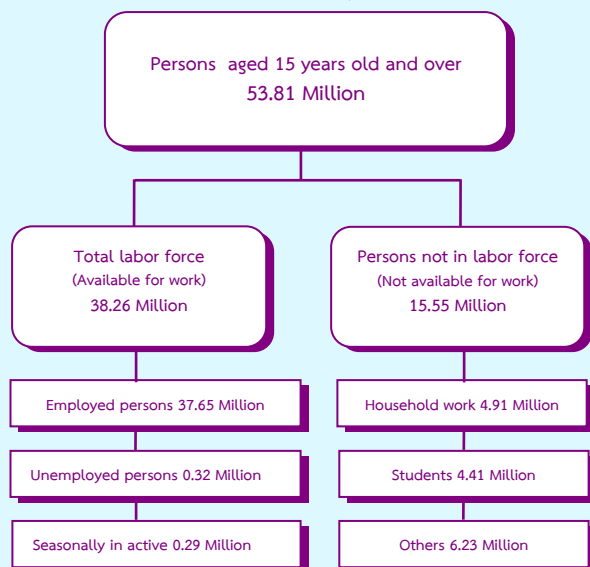 Persons aged 15 years old and over
53.81 Million
Total labor force
(Available for work)
38.26 Million
Persons not in labor force
(Not available for work)
15.55 Million
Employed persons 37.65 Million
Household work 4.91 Million
Unemployed persons 0.32 Million
Students 4.41 Million
Seasonally in active 0.29 Million
Others 6.23 Million